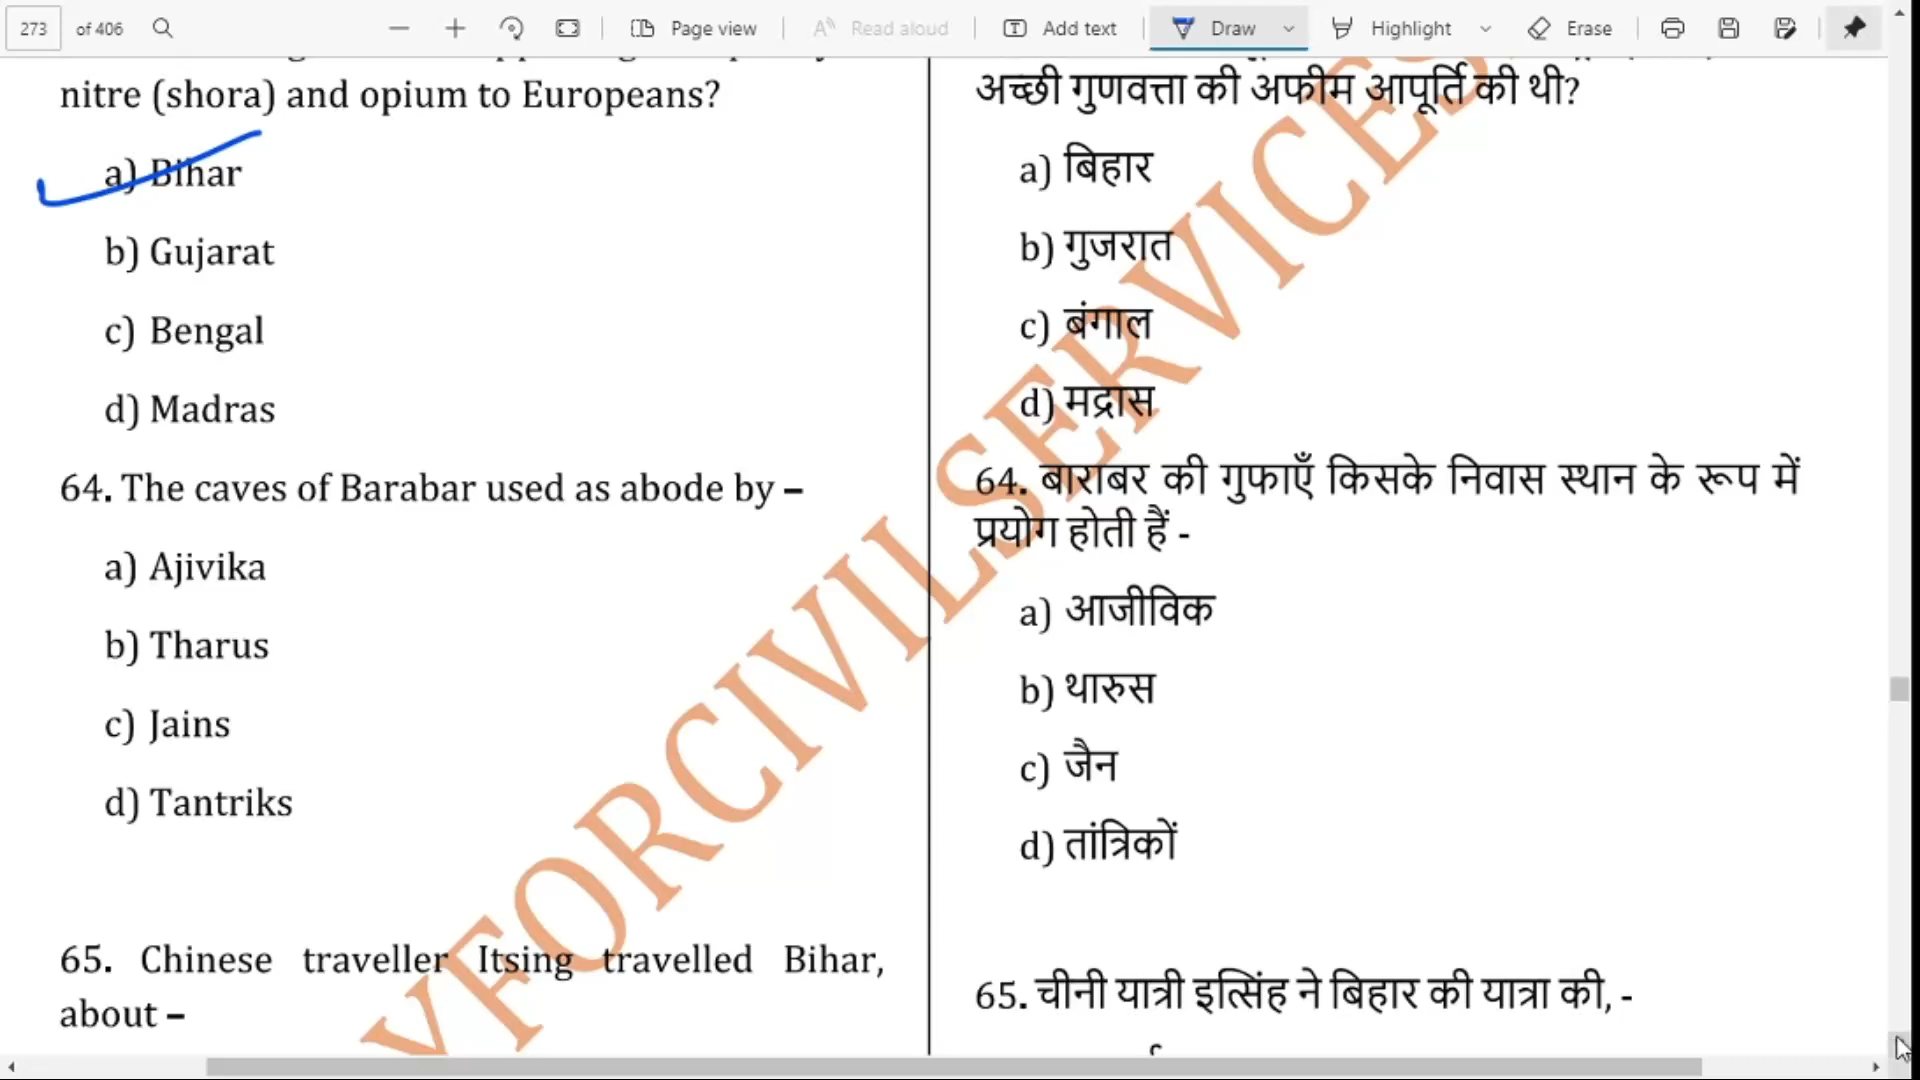 273 of 406 Page view Read aloud Add text Draw Highlight Erase
nitre (shora) and opium to Europeans?
a) Bihar
b) Gujarat
c) Bengal
d) Madras
64. The caves of Barabar used as abode by –
a) Ajivika
b) Tharus
c) Jains
d) Tantriks
65. Chinese traveller Itsing travelled Bihar,
about –
अच्छी गुणवत्ता की अफीम आपूर्ति की थी?
a) बिहार
b) गुजरात
c) बंगाल
d) मद्रास
64. बाराबर की गुफाएँ किसके निवास स्थान के रूप में
प्रयोग होती हैं -
a) आजीविक
b) थारुस
c) जैन
d) तांत्रिकों
65. चीनी यात्री इत्सिंह ने बिहार की यात्रा की, -
YFORCIVILSERVICES